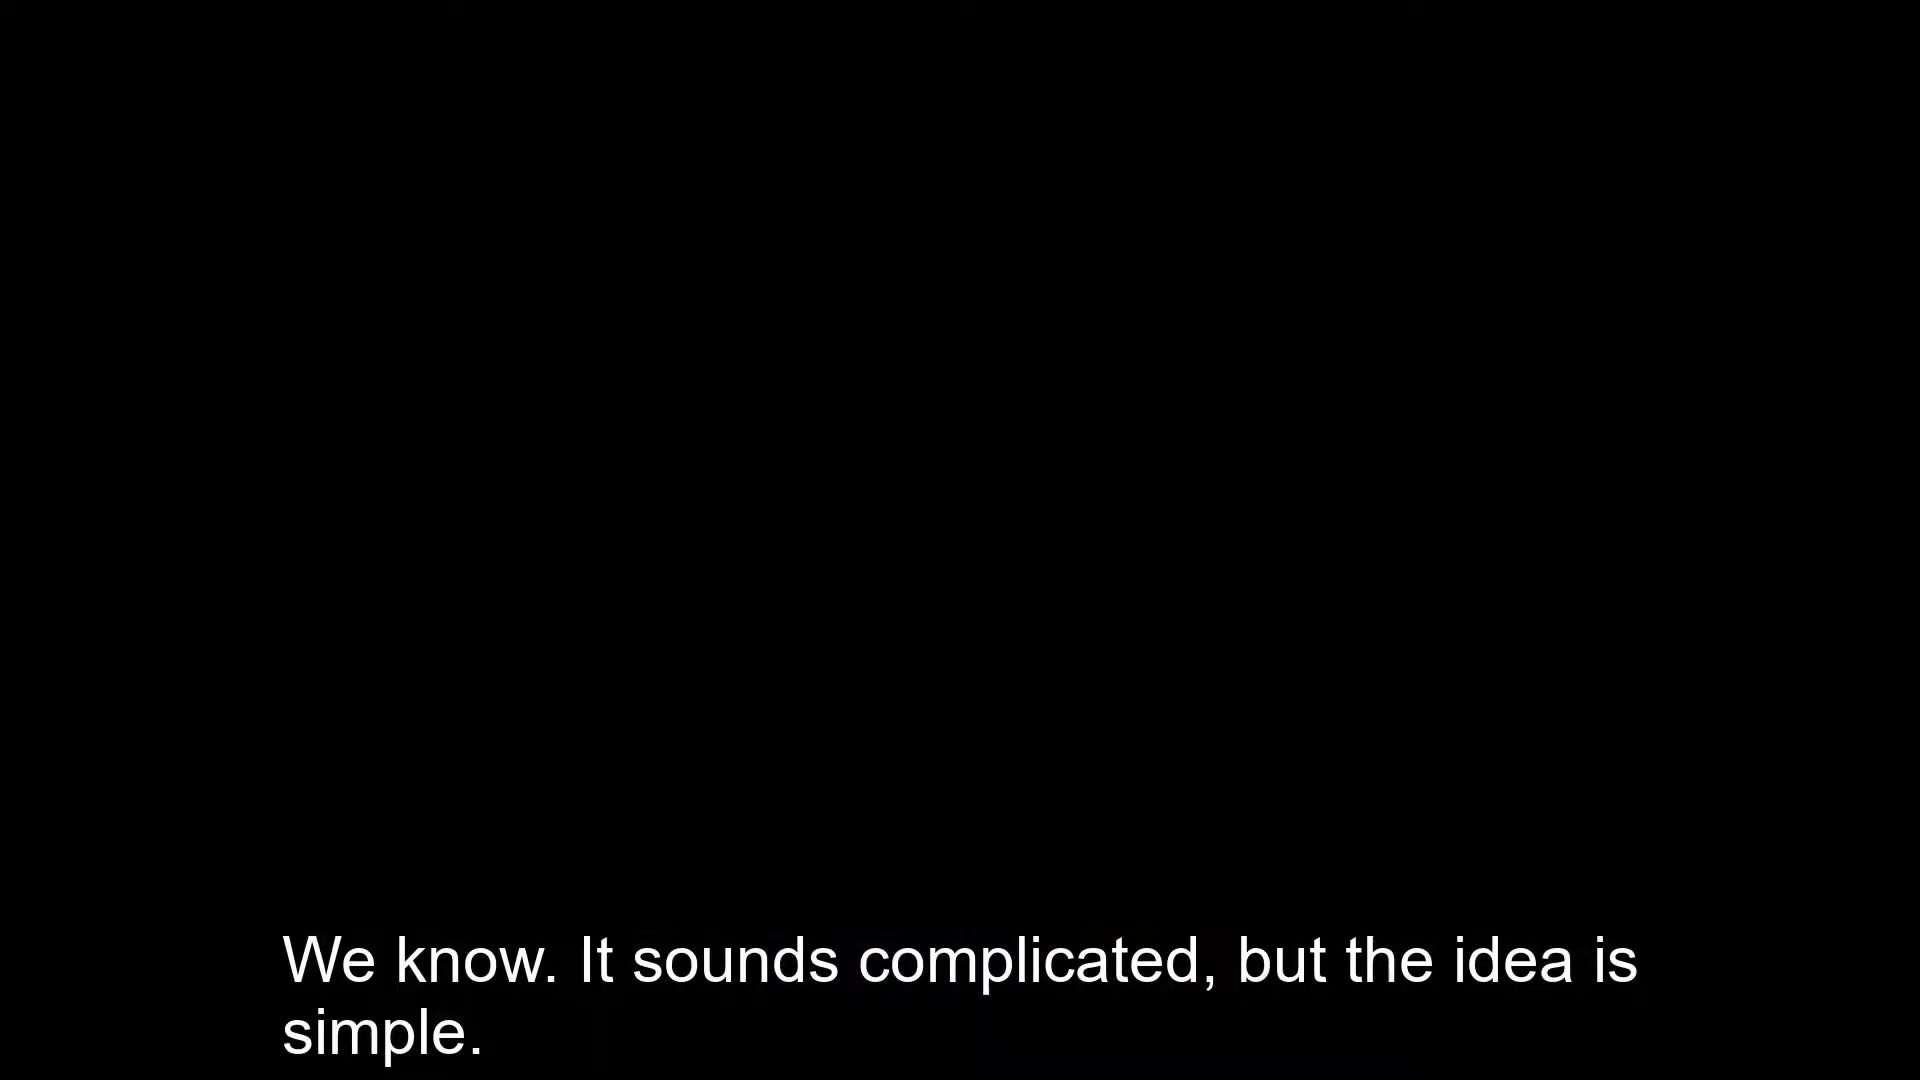 We know. It sounds complicated, but the idea is
simple.